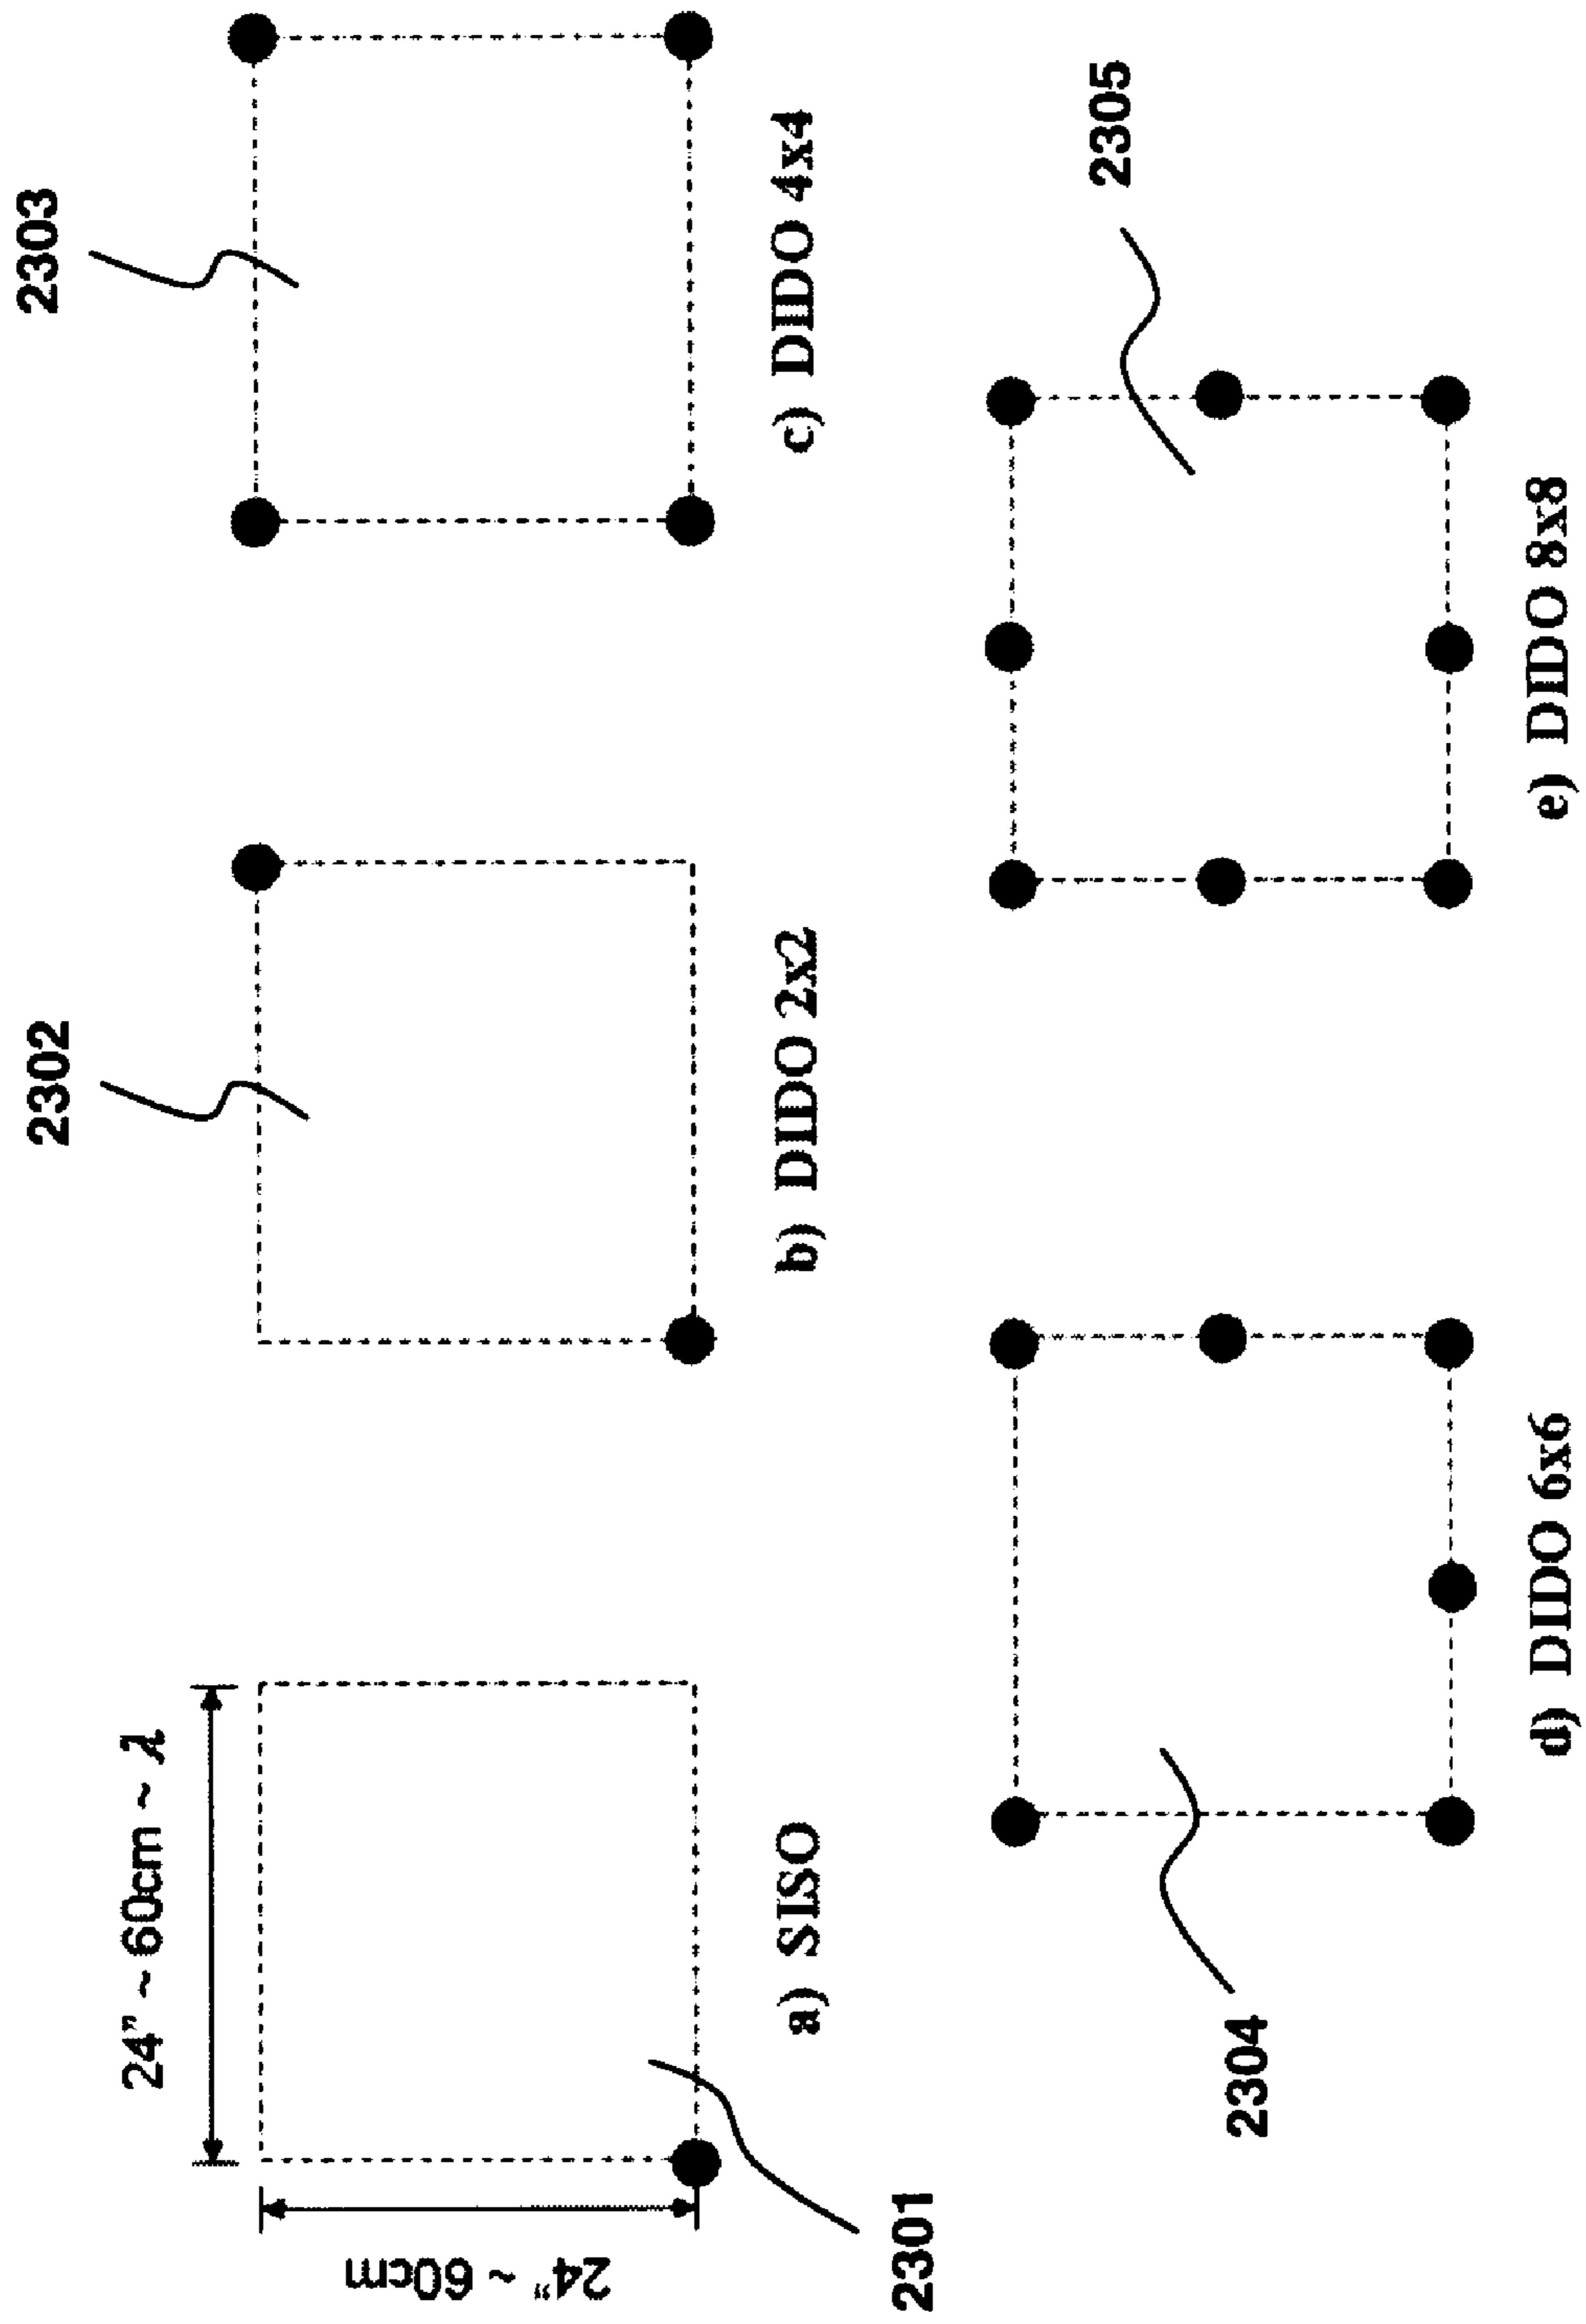 24” ~ 60cm ~ λ
24” ~ 60cm
2301
a) SISO
2302
b) DIDO 2x2
2303
c) DIDO 4x4
2304
d) DIDO 6x6
2305
e) DIDO 8x8